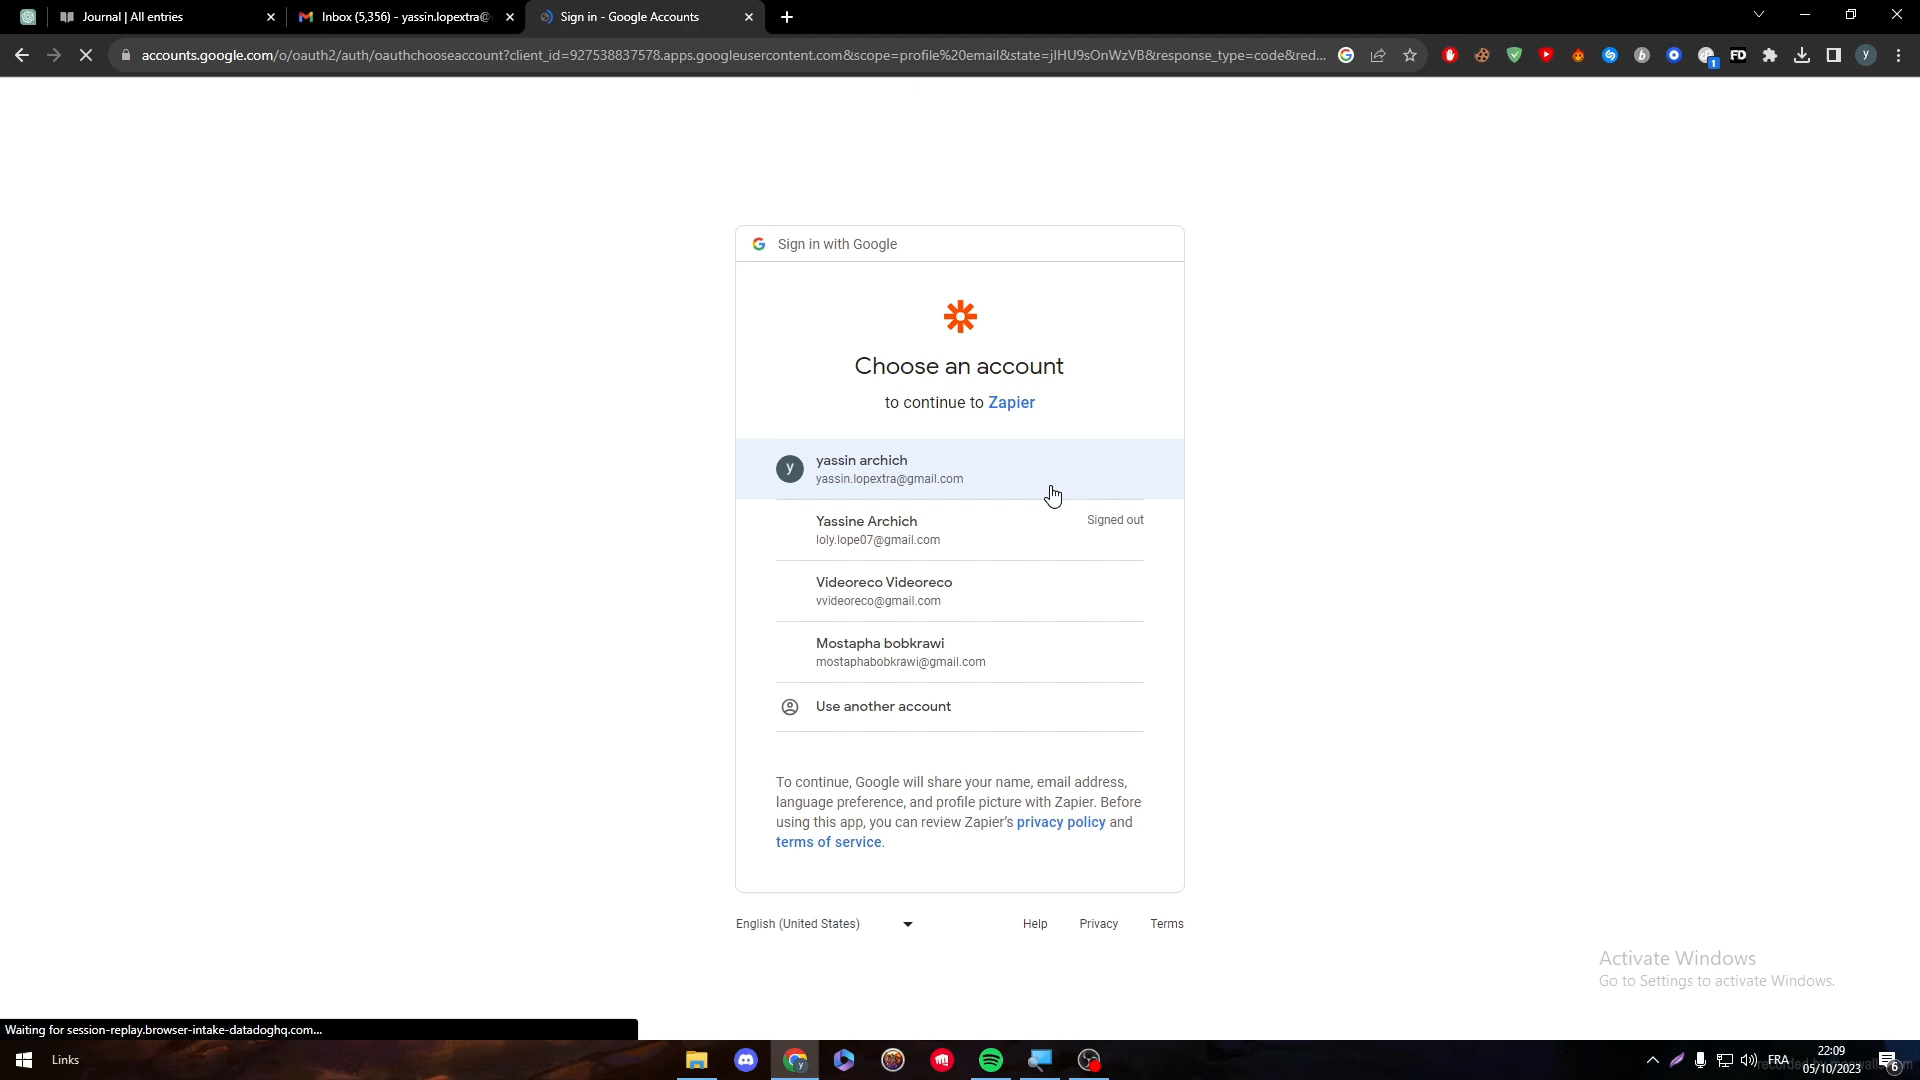 Journal | All entries
Inbox (5,356) - yassin.lopextra@
Sign in - Google Accounts
accounts.google.com/o/oauth2/auth/oauthchooseaccount?client_id=927538837578.apps.googleusercontent.com&scope=profile%20email&state=jlHU9sOnWzVB&response_type=code&red...
FD
1
y
Sign in with Google
Choose an account
to continue to Zapier
y
yassin archich
yassin.lopextra@gmail.com
Yassine Archich
Signed out
loly.lope07@gmail.com
Videoreco Videoreco
vvideoreco@gmail.com
Mostapha bobkrawi
mostaphabobkrawi@gmail.com
Use another account
To continue, Google will share your name, email address,
language preference, and profile picture with Zapier. Before
using this app, you can review Zapier's privacy policy and
terms of service.
English (United States)
Help Privacy Terms
Activate Windows
Go to Settings to activate Windows.
Waiting for session-replay.browser-intake-datadoghq.com...
Links
FRA
22:09
05/10/2023
6